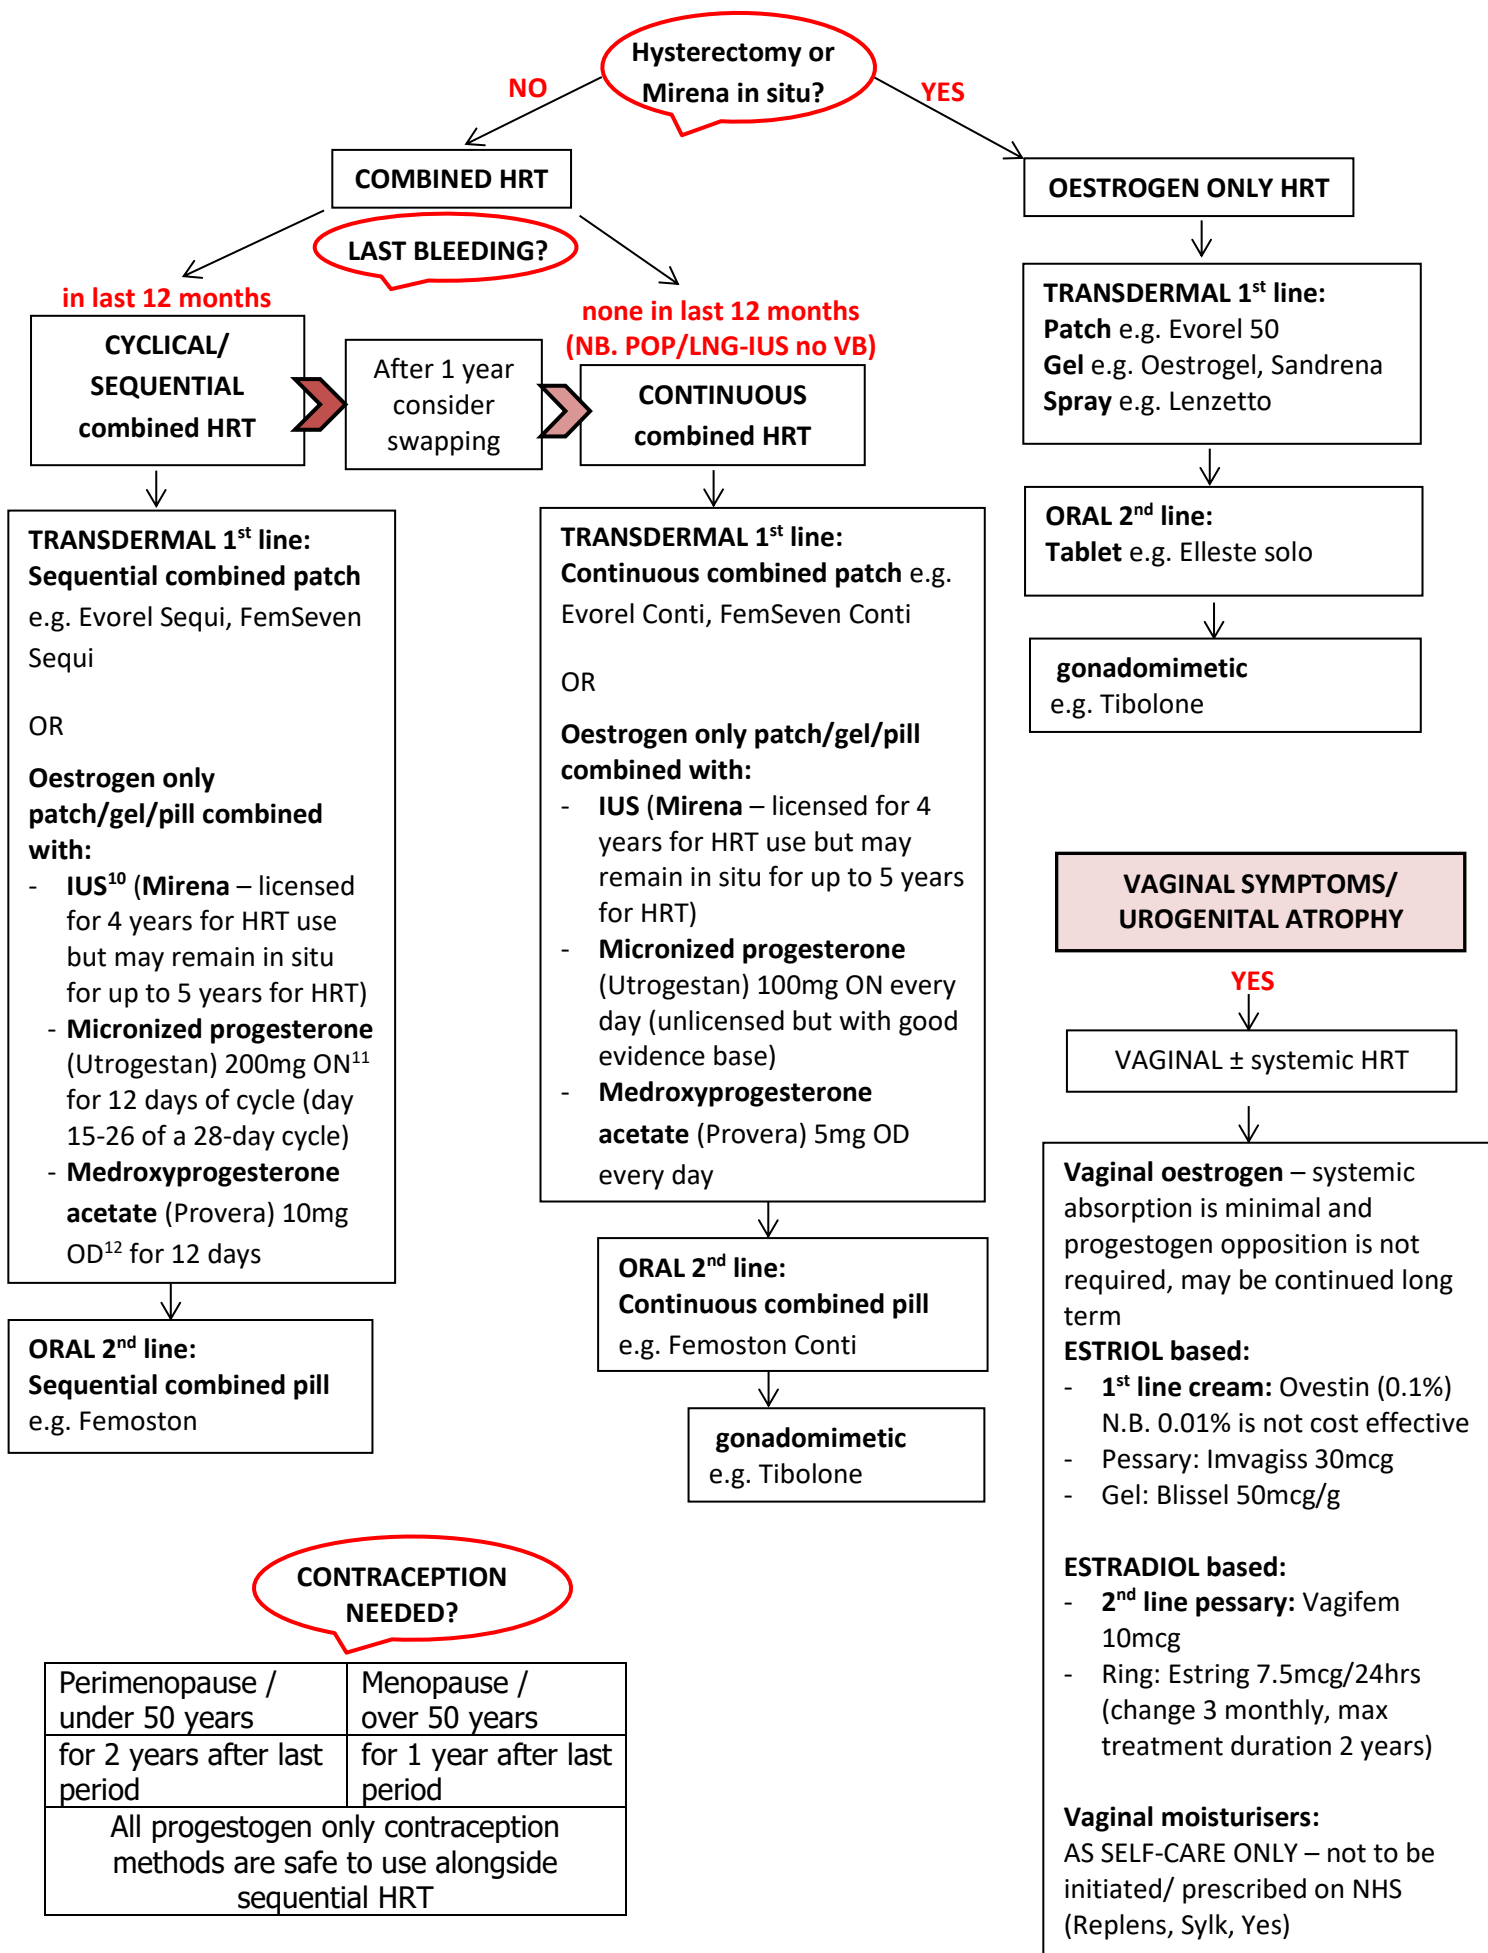 Hysterectomy or
Mirena in situ?
NO
YES
COMBINED HRT
OESTROGEN ONLY HRT
LAST BLEEDING?
in last 12 months
none in last 12 months
(NB. POP/LNG-IUS no VB)
CYCLICAL/
SEQUENTIAL
combined HRT
After 1 year
consider
swapping
CONTINUOUS
combined HRT
TRANSDERMAL 1st line:
Patch e.g. Evorel 50
Gel e.g. Oestrogel, Sandrena
Spray e.g. Lenzetto
ORAL 2nd line:
Tablet e.g. Elleste solo
gonadomimetic
e.g. Tibolone
TRANSDERMAL 1st line:
Sequential combined patch
e.g. Evorel Sequi, FemSeven
Sequi
OR
Oestrogen only
patch/gel/pill combined
with:
- IUS10 (Mirena – licensed
for 4 years for HRT use
but may remain in situ
for up to 5 years for HRT)
- Micronized progesterone
(Utrogestan) 200mg ON11
for 12 days of cycle (day
15-26 of a 28-day cycle)
- Medroxyprogesterone
acetate (Provera) 10mg
OD12 for 12 days
ORAL 2nd line:
Sequential combined pill
e.g. Femoston
TRANSDERMAL 1st line:
Continuous combined patch e.g.
Evorel Conti, FemSeven Conti
OR
Oestrogen only patch/gel/pill
combined with:
- IUS (Mirena – licensed for 4
years for HRT use but may
remain in situ for up to 5 years
for HRT)
- Micronized progesterone
(Utrogestan) 100mg ON every
day (unlicensed but with good
evidence base)
- Medroxyprogesterone
acetate (Provera) 5mg OD
every day
ORAL 2nd line:
Continuous combined pill
e.g. Femoston Conti
gonadomimetic
e.g. Tibolone
VAGINAL SYMPTOMS/
UROGENITAL ATROPHY
YES
VAGINAL ± systemic HRT
Vaginal oestrogen – systemic
absorption is minimal and
progestogen opposition is not
required, may be continued long
term
ESTRIOL based:
- 1st line cream: Ovestin (0.1%)
N.B. 0.01% is not cost effective
- Pessary: Imvagiss 30mcg
- Gel: Blissel 50mcg/g
ESTRADIOL based:
- 2nd line pessary: Vagifem
10mcg
- Ring: Estring 7.5mcg/24hrs
(change 3 monthly, max
treatment duration 2 years)
Vaginal moisturisers:
AS SELF-CARE ONLY – not to be
initiated/ prescribed on NHS
(Replens, Sylk, Yes)
CONTRACEPTION
NEEDED?
Perimenopause /
under 50 years
Menopause /
over 50 years
for 2 years after last
period
for 1 year after last
period
All progestogen only contraception
methods are safe to use alongside
sequential HRT